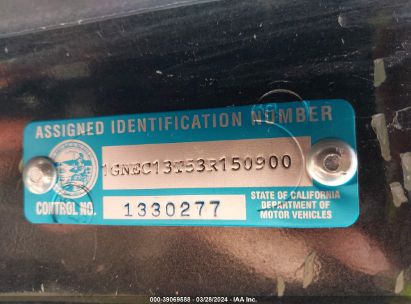 ASSIGNED IDENTIFICATION NUMBER
1GNEC13T53R150900
CONTROL NO. 1330277
STATE OF CALIFORNIA
DEPARTMENT OF
MOTOR VEHICLES
000-39069588 - 03/28/2024 - IAA Inc.